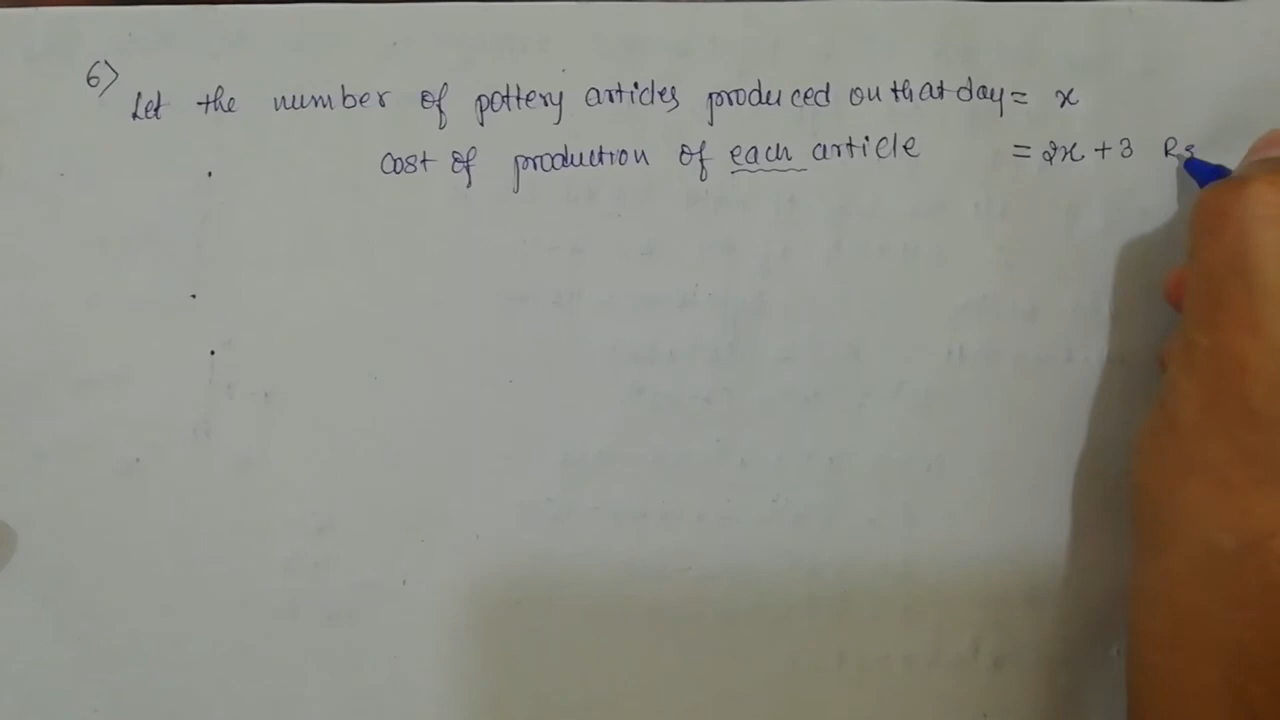 6) Let the number of pottery articles produced on that day = x
cost of production of each article = 2x + 3 Rs